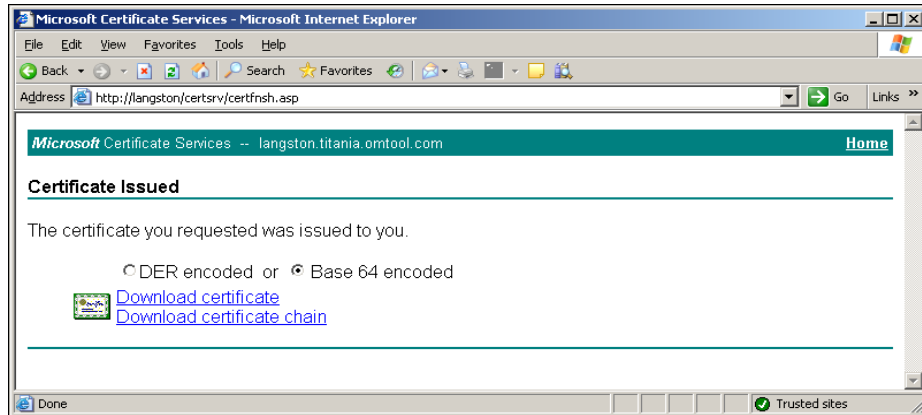 Microsoft Certificate Services - Microsoft Internet Explorer
File Edit View Favorites Tools Help
Back Search Favorites
Address http://langston/certsrv/certfnsh.asp Go Links »
Microsoft Certificate Services -- langston.titania.omtool.com Home
Certificate Issued
The certificate you requested was issued to you.
DER encoded or Base 64 encoded
Download certificate
Download certificate chain
Done Trusted sites